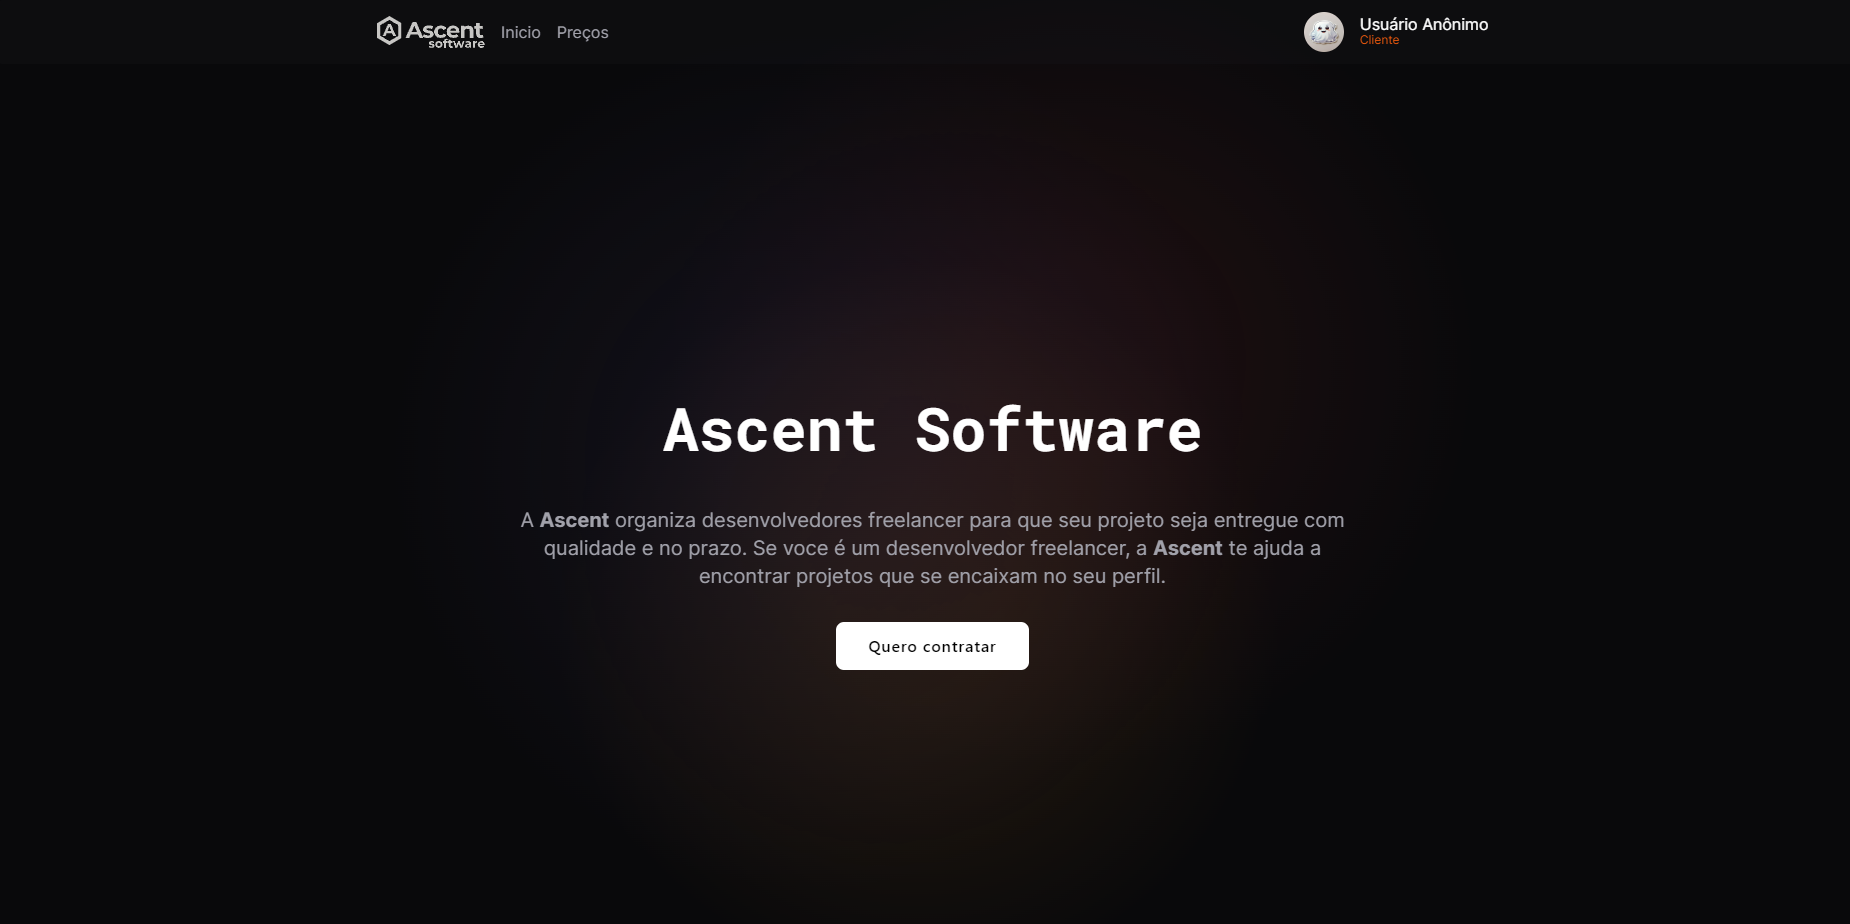 Ascent
software
Inicio
Preços
Usuário Anônimo
Cliente
Ascent Software
A Ascent organiza desenvolvedores freelancer para que seu projeto seja entregue com
qualidade e no prazo. Se voce é um desenvolvedor freelancer, a Ascent te ajuda a
encontrar projetos que se encaixam no seu perfil.
Quero contratar